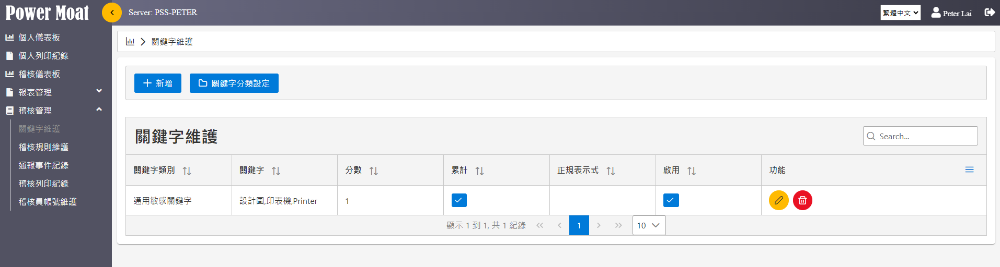 Power Moat
Server: PSS-PETER
繁體中文
Peter Lai
個人儀表板
個人列印紀錄
稽核儀表板
報表管理
稽核管理
關鍵字維護
稽核規則維護
通報事件紀錄
稽核列印紀錄
稽核員帳號維護
關鍵字維護
新增
關鍵字分類設定
關鍵字維護
Search...
關鍵字類別 關鍵字 分數 累計 正規表示式 啟用 功能
通用敏感關鍵字 設計圖,印表機,Printer 1
顯示 1 到 1, 共 1 紀錄 1 10